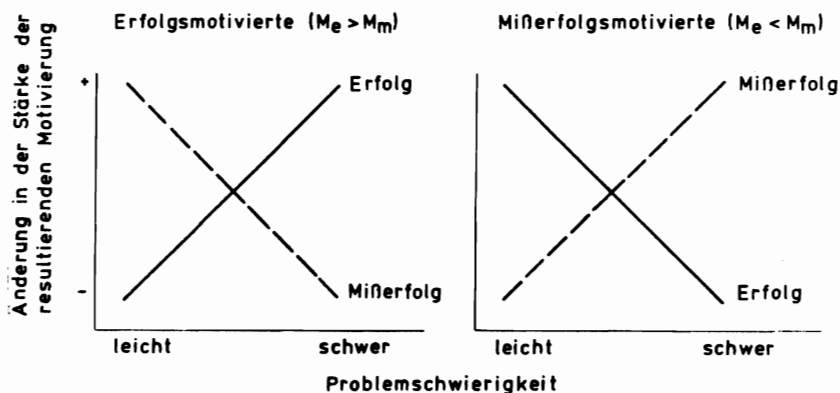 Erfolgsmotivierte (Me > Mm)
Mißerfolgsmotivierte (Me < Mm)
Änderung in der Stärke der
resultierenden Motivierung
+
-
Erfolg
Mißerfolg
leicht
schwer
Mißerfolg
Erfolg
leicht
schwer
Problemschwierigkeit